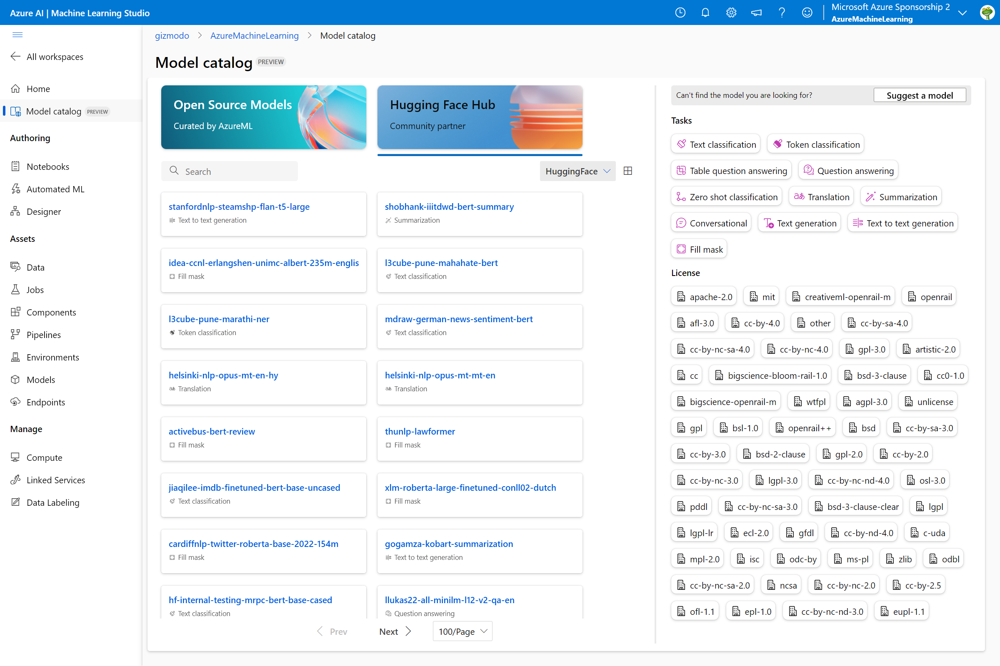 Azure AI | Machine Learning Studio
Microsoft Azure Sponsorship 2
AzureMachineLearning
All workspaces
Home
Model catalog PREVIEW
Authoring
Notebooks
Automated ML
Designer
Assets
Data
Jobs
Components
Pipelines
Environments
Models
Endpoints
Manage
Compute
Linked Services
Data Labeling
gizmodo > AzureMachineLearning > Model catalog
Model catalog PREVIEW
Open Source Models
Curated by AzureML
Hugging Face Hub
Community partner
Search
HuggingFace
stanfordnlp-steamshp-flan-t5-large
Text to text generation
shobhank-iiitdwd-bert-summary
Summarization
idea-ccnl-erlangshen-unimc-albert-235m-englis
Fill mask
l3cube-pune-mahahate-bert
Text classification
l3cube-pune-marathi-ner
Token classification
mdraw-german-news-sentiment-bert
Text classification
helsinki-nlp-opus-mt-en-hy
Translation
helsinki-nlp-opus-mt-mt-en
Translation
activebus-bert-review
Fill mask
thunlp-lawformer
Fill mask
jiaqilee-imdb-finetuned-bert-base-uncased
Text classification
xlm-roberta-large-finetuned-conll02-dutch
Fill mask
cardiffnlp-twitter-roberta-base-2022-154m
Fill mask
gogamza-kobart-summarization
Text to text generation
hf-internal-testing-mrpc-bert-base-cased
Text classification
llukas22-all-minilm-l12-v2-qa-en
Question answering
Prev Next 100/Page
Can't find the model you are looking for? Suggest a model
Tasks
Text classification Token classification
Table question answering Question answering
Zero shot classification Translation Summarization
Conversational Text generation Text to text generation
Fill mask
License
apache-2.0 mit creativeml-openrail-m openrail
afl-3.0 cc-by-4.0 other cc-by-sa-4.0
cc-by-nc-sa-4.0 cc-by-nc-4.0 gpl-3.0 artistic-2.0
cc bigscience-bloom-rail-1.0 bsd-3-clause cc0-1.0
bigscience-openrail-m wtfpl agpl-3.0 unlicense
gpl bsl-1.0 openrail++ bsd cc-by-sa-3.0
cc-by-3.0 bsd-2-clause gpl-2.0 cc-by-2.0
cc-by-nc-3.0 lgpl-3.0 cc-by-nc-nd-4.0 osl-3.0
pddl cc-by-nc-sa-3.0 bsd-3-clause-clear lgpl
lgpl-lr ecl-2.0 gfdl cc-by-nd-4.0 c-uda
mpl-2.0 isc odc-by ms-pl zlib odbl
cc-by-nc-sa-2.0 ncsa cc-by-nc-2.0 cc-by-2.5
ofl-1.1 epl-1.0 cc-by-nc-nd-3.0 eupl-1.1